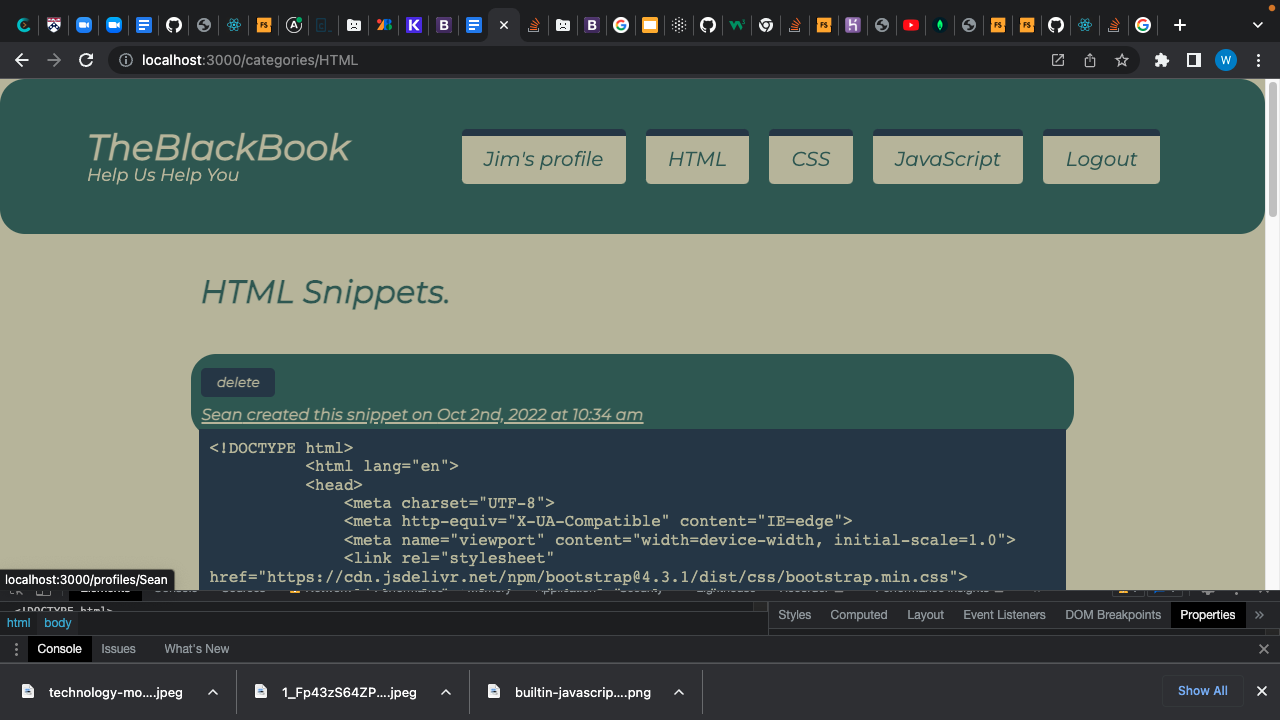 localhost:3000/categories/HTML
W
TheBlackBook
Help Us Help You
Jim's profile
HTML
CSS
JavaScript
Logout
HTML Snippets.
delete
Sean created this snippet on Oct 2nd, 2022 at 10:34 am
<!DOCTYPE html>
<html lang="en">
<head>
<meta charset="UTF-8">
<meta http-equiv="X-UA-Compatible" content="IE=edge">
<meta name="viewport" content="width=device-width, initial-scale=1.0">
<link rel="stylesheet"
href="https://cdn.jsdelivr.net/npm/bootstrap@4.3.1/dist/css/bootstrap.min.css">
localhost:3000/profiles/Sean
<!DOCTYPE html>
Styles Computed Layout Event Listeners DOM Breakpoints Properties »
html body
Console Issues What's New
technology-mo....jpeg
1_Fp43zS64ZP....jpeg
builtin-javascrip....png
Show All